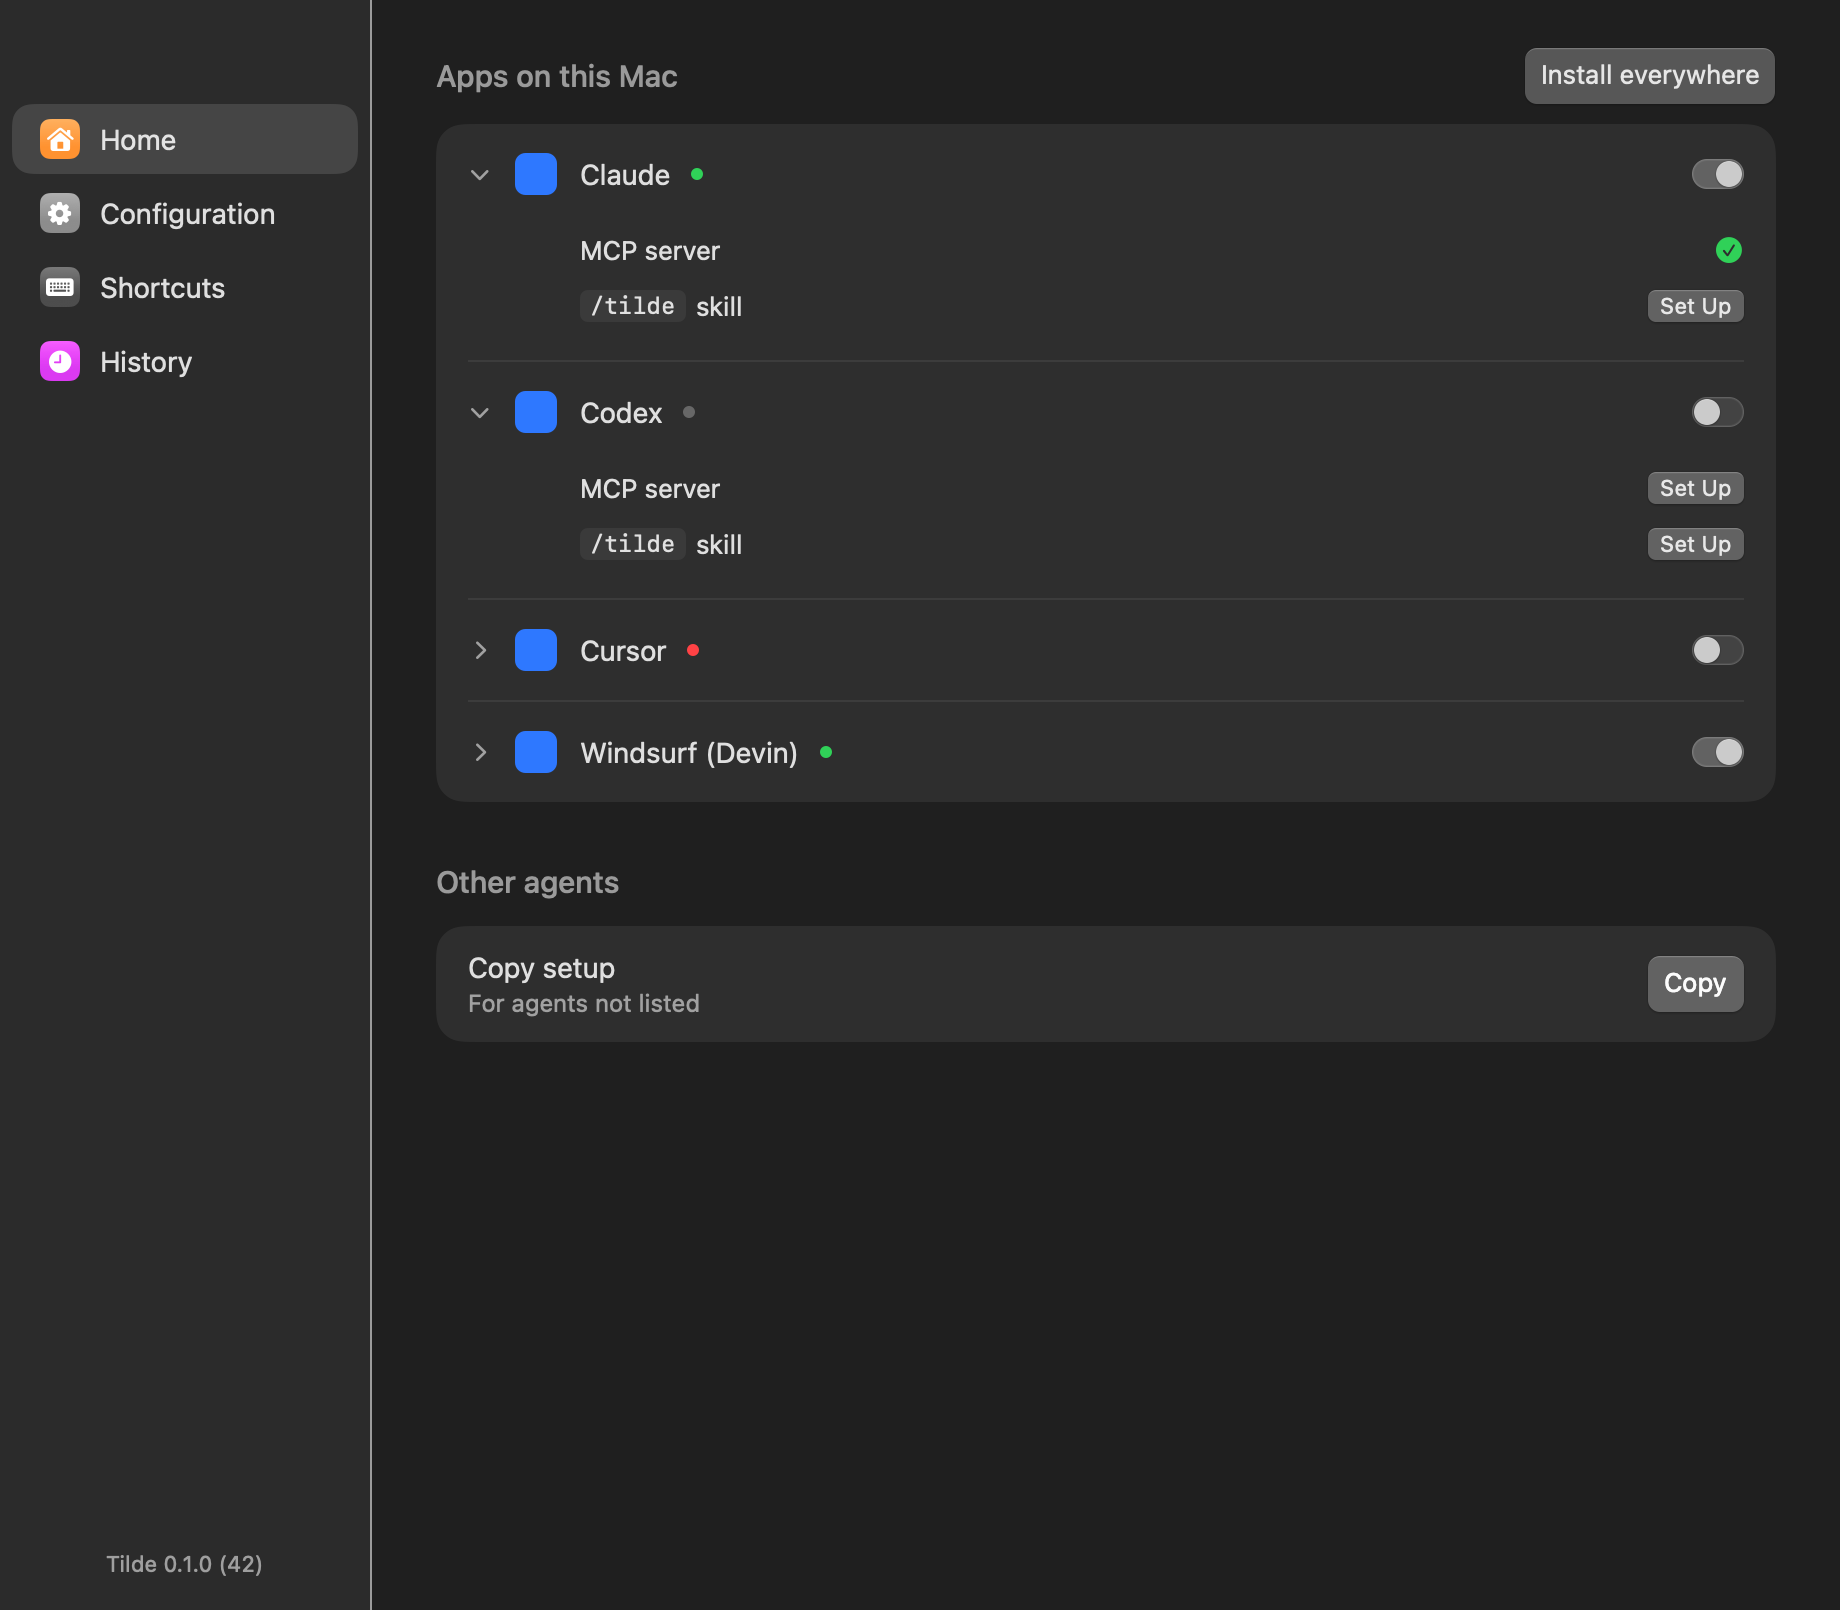 Home
Configuration
Shortcuts
History
Tilde 0.1.0 (42)
Apps on this Mac
Install everywhere
Claude
MCP server
/tilde skill
Set Up
Codex
MCP server
Set Up
/tilde skill
Set Up
Cursor
Windsurf (Devin)
Other agents
Copy setup
For agents not listed
Copy